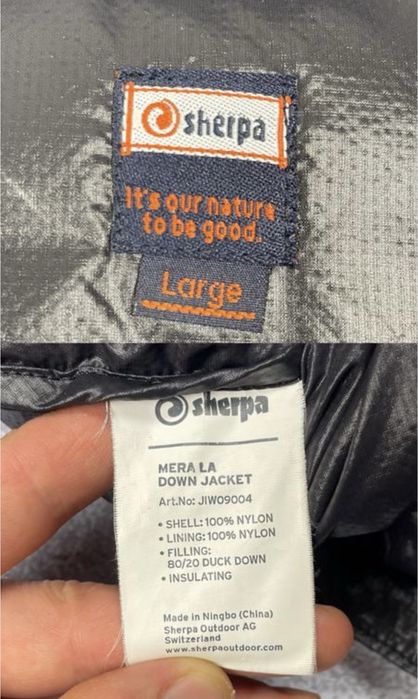 sherpa
It's our nature
to be good.
Large
sherpa
MERA LA
DOWN JACKET
Art.No: JIW09004
• SHELL: 100% NYLON
• LINING: 100% NYLON
• FILLING:
80/20 DUCK DOWN
• INSULATING
Made in Ningbo (China)
Sherpa Outdoor AG
Switzerland
www.sherpaoutdoor.com